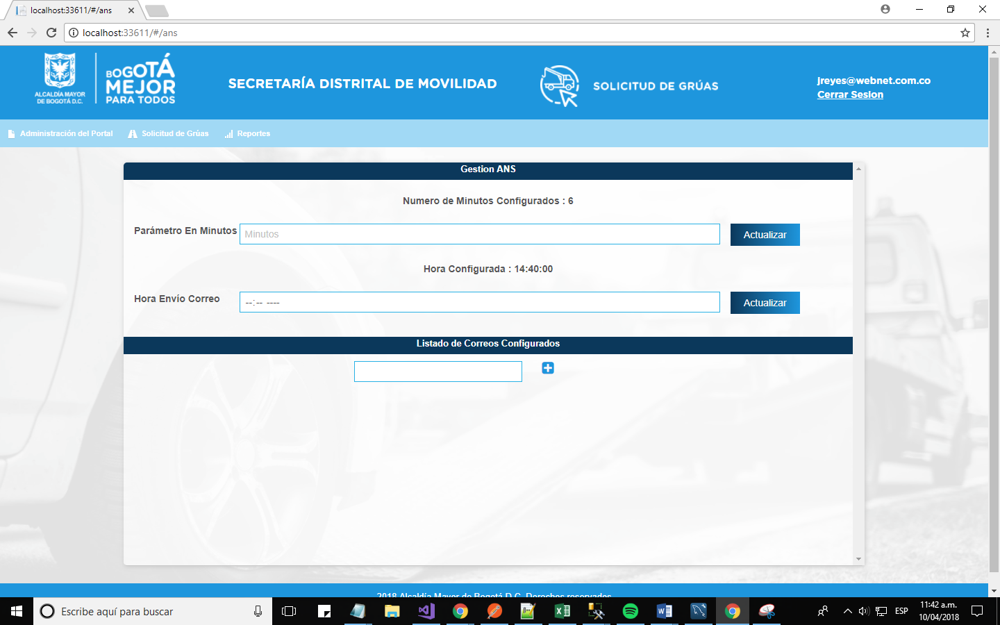 localhost:33611/#/ans
localhost:33611/#/ans
ALCALDÍA MAYOR
DE BOGOTÁ D.C.
BOGOTÁ
MEJOR
PARA TODOS
SECRETARÍA DISTRITAL DE MOVILIDAD
SOLICITUD DE GRÚAS
jreyes@webnet.com.co
Cerrar Sesion
Administración del Portal
Solicitud de Grúas
Reportes
Gestion ANS
Numero de Minutos Configurados : 6
Parámetro En Minutos
Minutos
Actualizar
Hora Configurada : 14:40:00
Hora Envío Correo
--:-- ----
Actualizar
Listado de Correos Configurados
2018 Alcaldía Mayor de Bogotá D.C. Derechos reservados
Escribe aquí para buscar
ESP
11:42 a.m.
10/04/2018